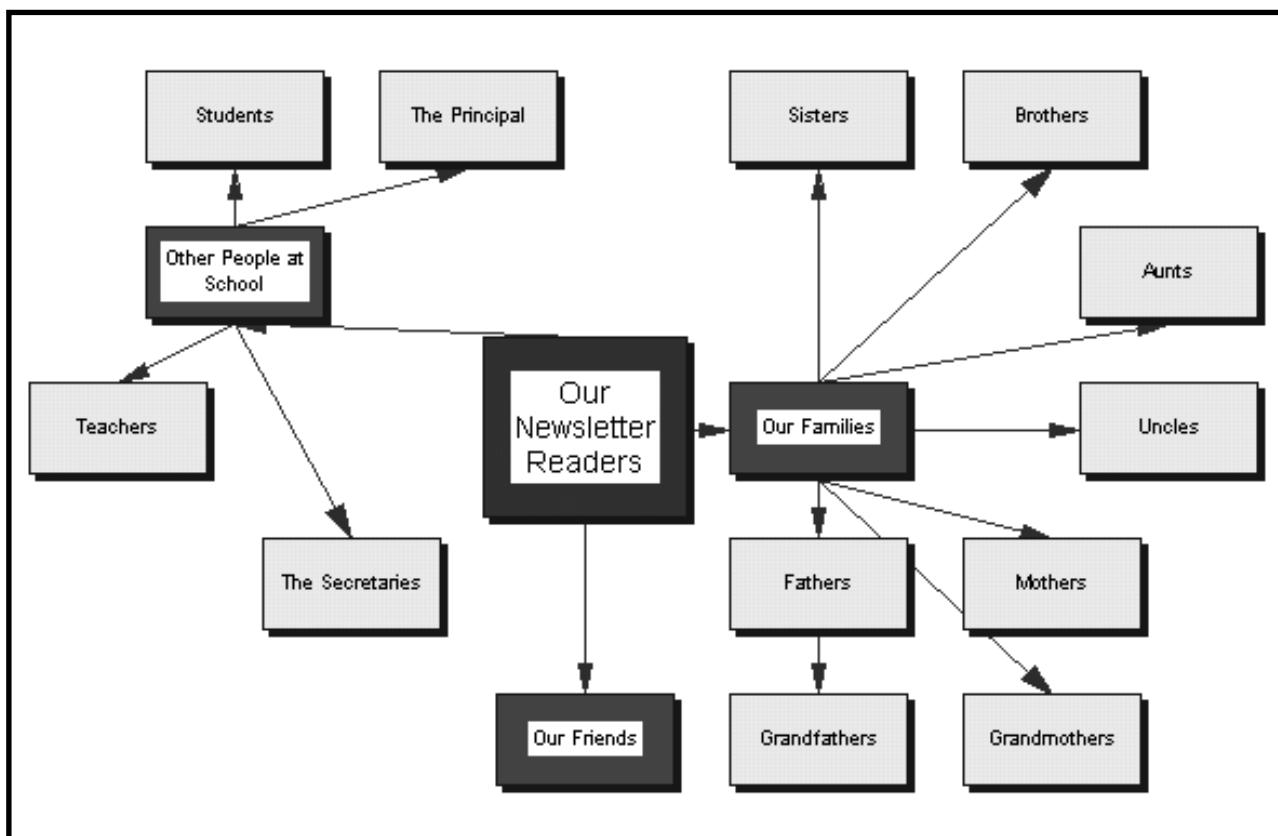 Students
The Principal
Sisters
Brothers
Other People at
School
Aunts
Teachers
Our
Newsletter
Readers
Our Families
Uncles
The Secretaries
Fathers
Mothers
Our Friends
Grandfathers
Grandmothers